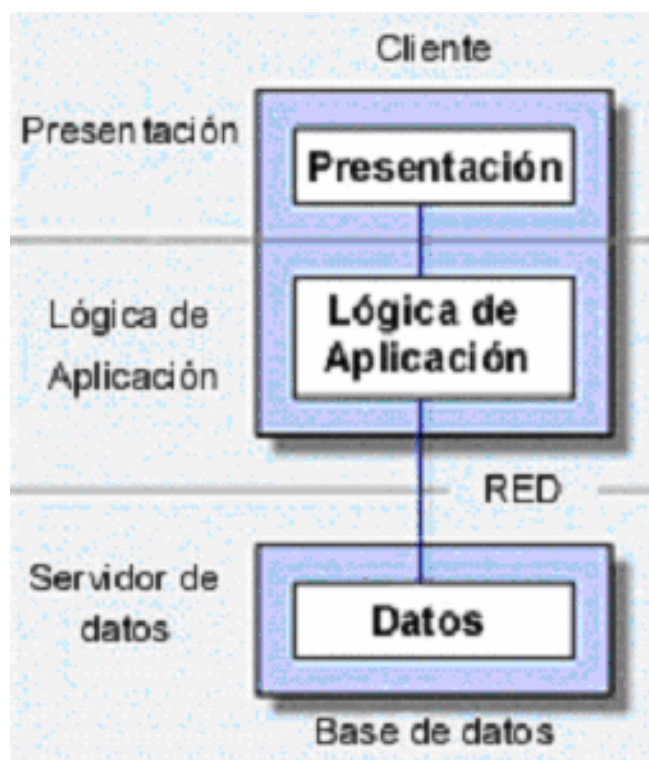 Cliente
Presentación
Presentación
Lógica de
Aplicación
Lógica de
Aplicación
RED
Servidor de
datos
Datos
Base de datos